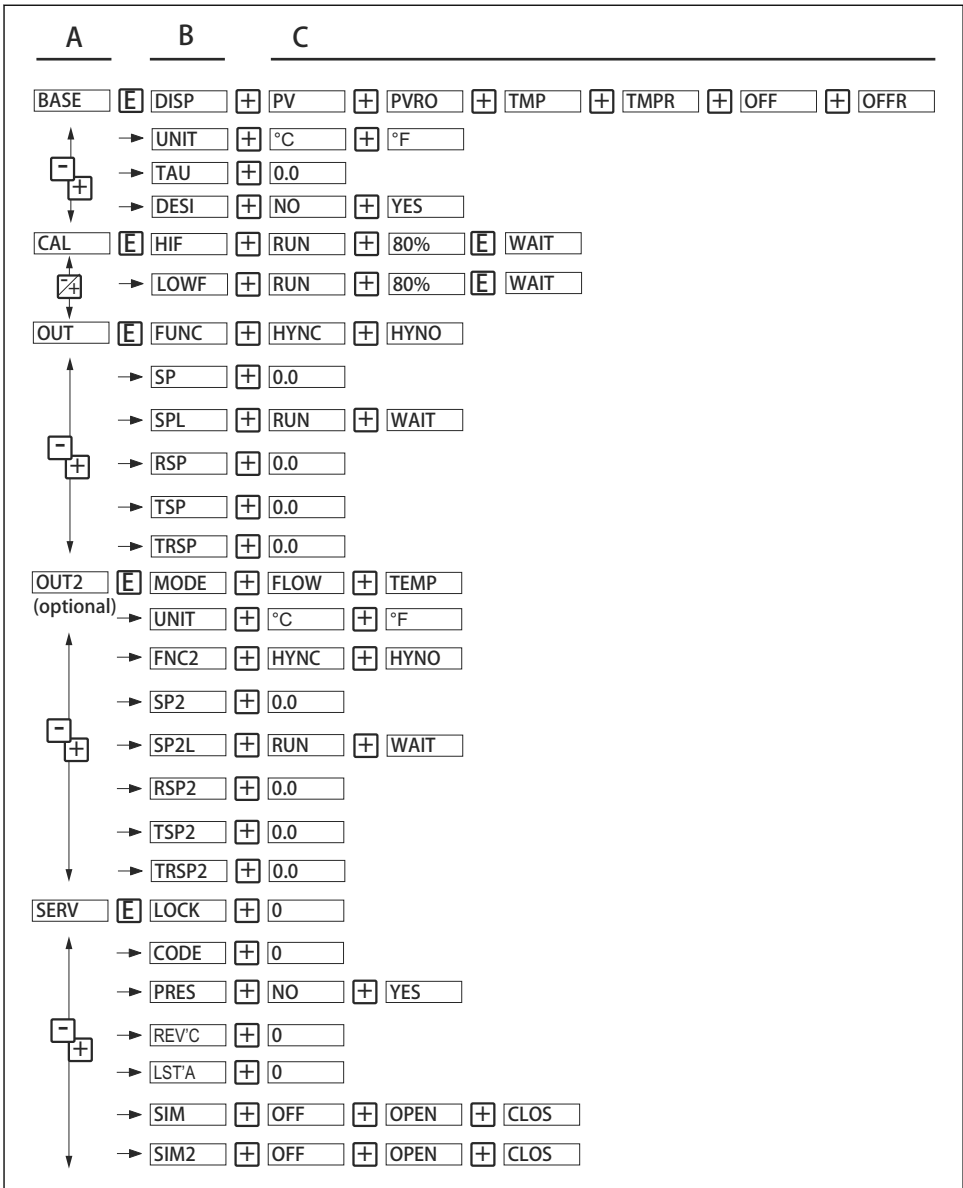 A B C
BASE E DISP + PV + PVRO + TMP + TMPR + OFF + OFFR
UNIT + °C + °F
- +
TAU + 0.0
DESI + NO + YES
CAL E HIF + RUN + 80% E WAIT
-/+
LOWF + RUN + 80% E WAIT
OUT E FUNC + HYNC + HYNO
SP + 0.0
SPL + RUN + WAIT
- +
RSP + 0.0
TSP + 0.0
TRSP + 0.0
OUT2 E MODE + FLOW + TEMP
(optional)
UNIT + °C + °F
FNC2 + HYNC + HYNO
SP2 + 0.0
- +
SP2L + RUN + WAIT
RSP2 + 0.0
TSP2 + 0.0
TRSP2 + 0.0
SERV E LOCK + 0
CODE + 0
PRES + NO + YES
- +
REV'C + 0
LST'A + 0
SIM + OFF + OPEN + CLOS
SIM2 + OFF + OPEN + CLOS